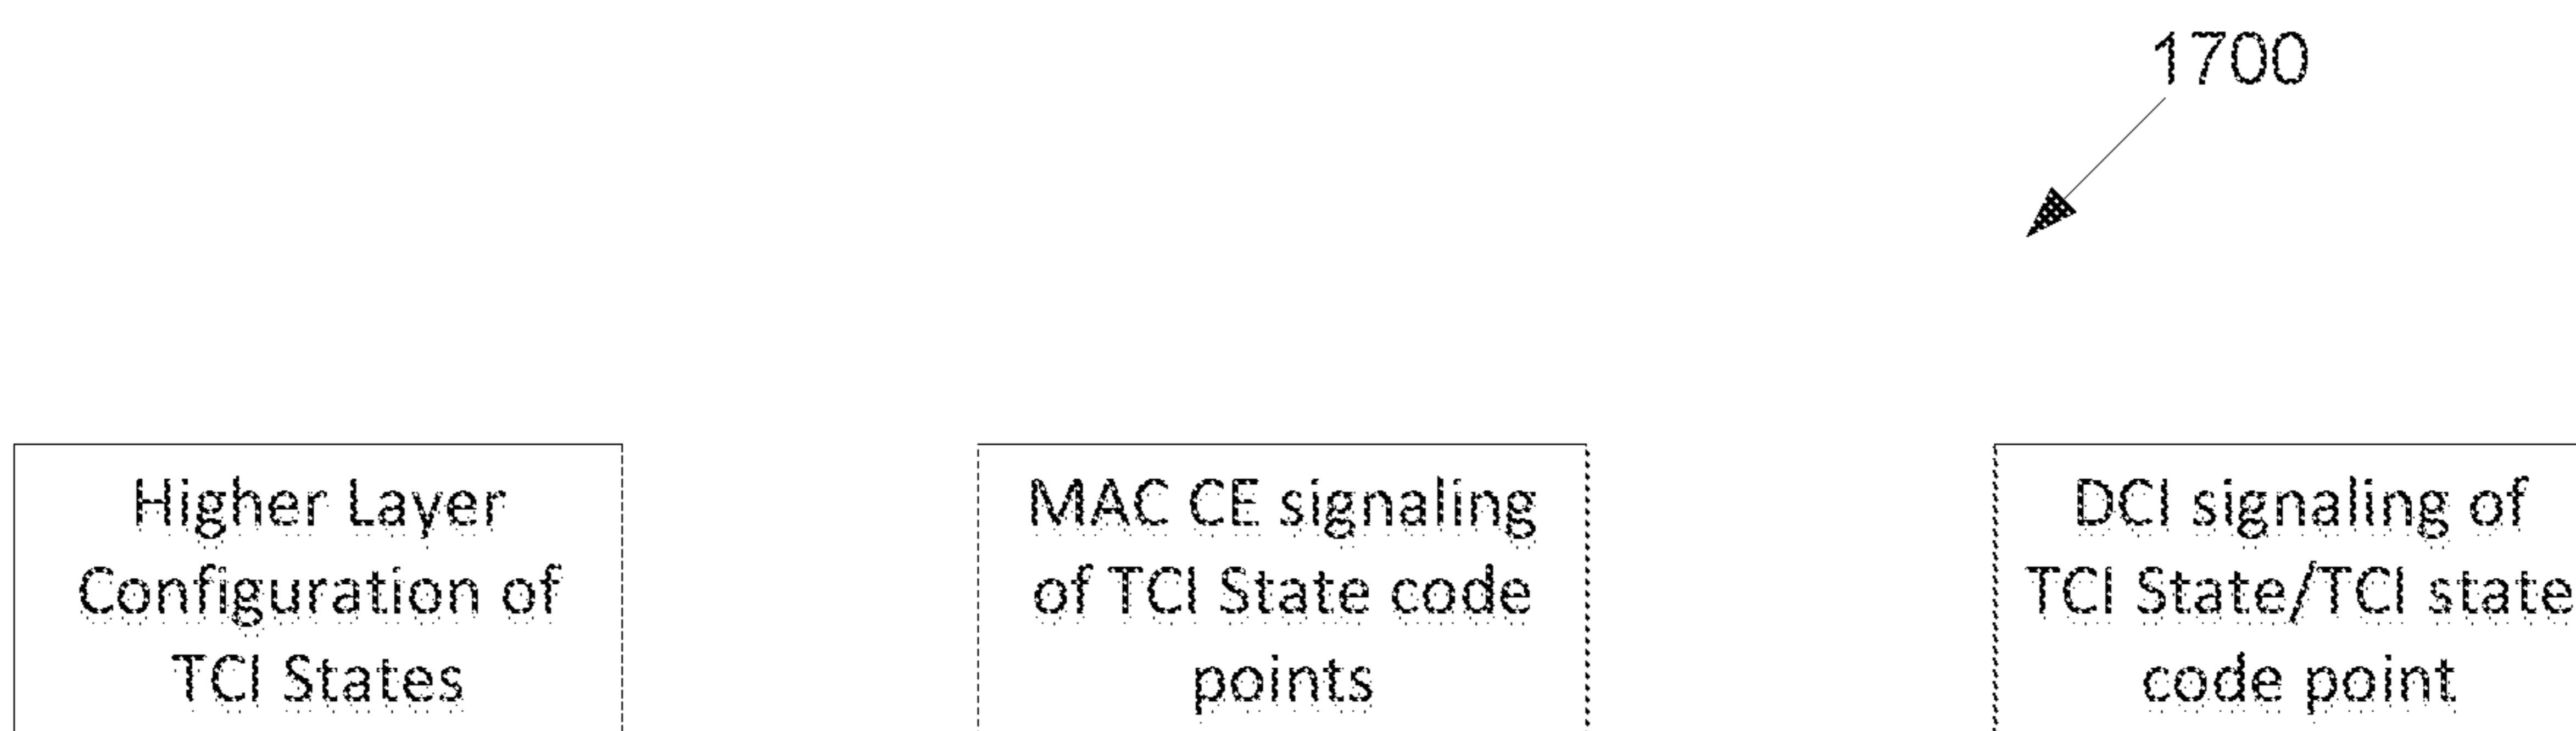 1700
Higher Layer
Configuration of
TCI States
MAC CE signaling
of TCI State code
points
DCI signaling of
TCI State/TCI state
code point